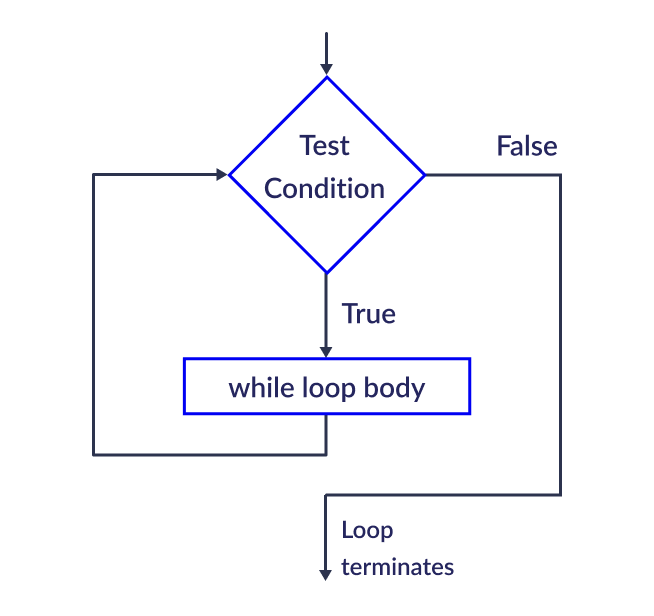 Test
Condition
False
True
while loop body
Loop
terminates